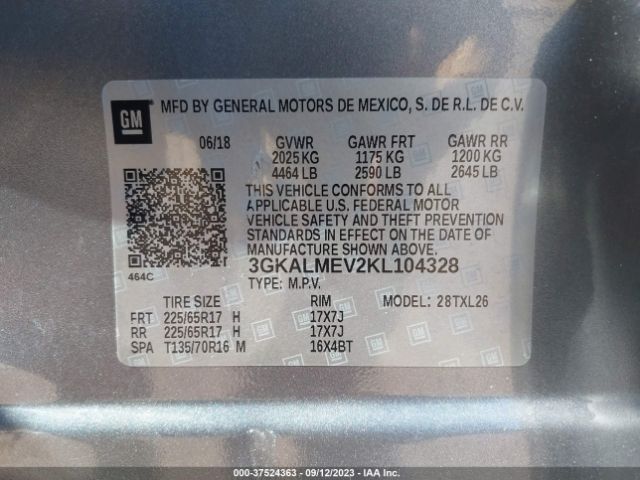 GM MFD BY GENERAL MOTORS DE MEXICO, S. DE R.L. DE C.V.
06/18 GVWR GAWR FRT GAWR RR
2025 KG 1175 KG 1200 KG
4464 LB 2590 LB 2645 LB
THIS VEHICLE CONFORMS TO ALL
APPLICABLE U.S. FEDERAL MOTOR
VEHICLE SAFETY AND THEFT PREVENTION
STANDARDS IN EFFECT ON THE DATE OF
MANUFACTURE SHOWN ABOVE.
464C
3GKALMEV2KL104328
TYPE: M.P.V.
TIRE SIZE RIM MODEL: 28TXL26
FRT 225/65R17 H 17X7J
RR 225/65R17 H 17X7J
SPA T135/70R16 M 16X4BT
000-37524363 - 09/12/2023 - IAA Inc.